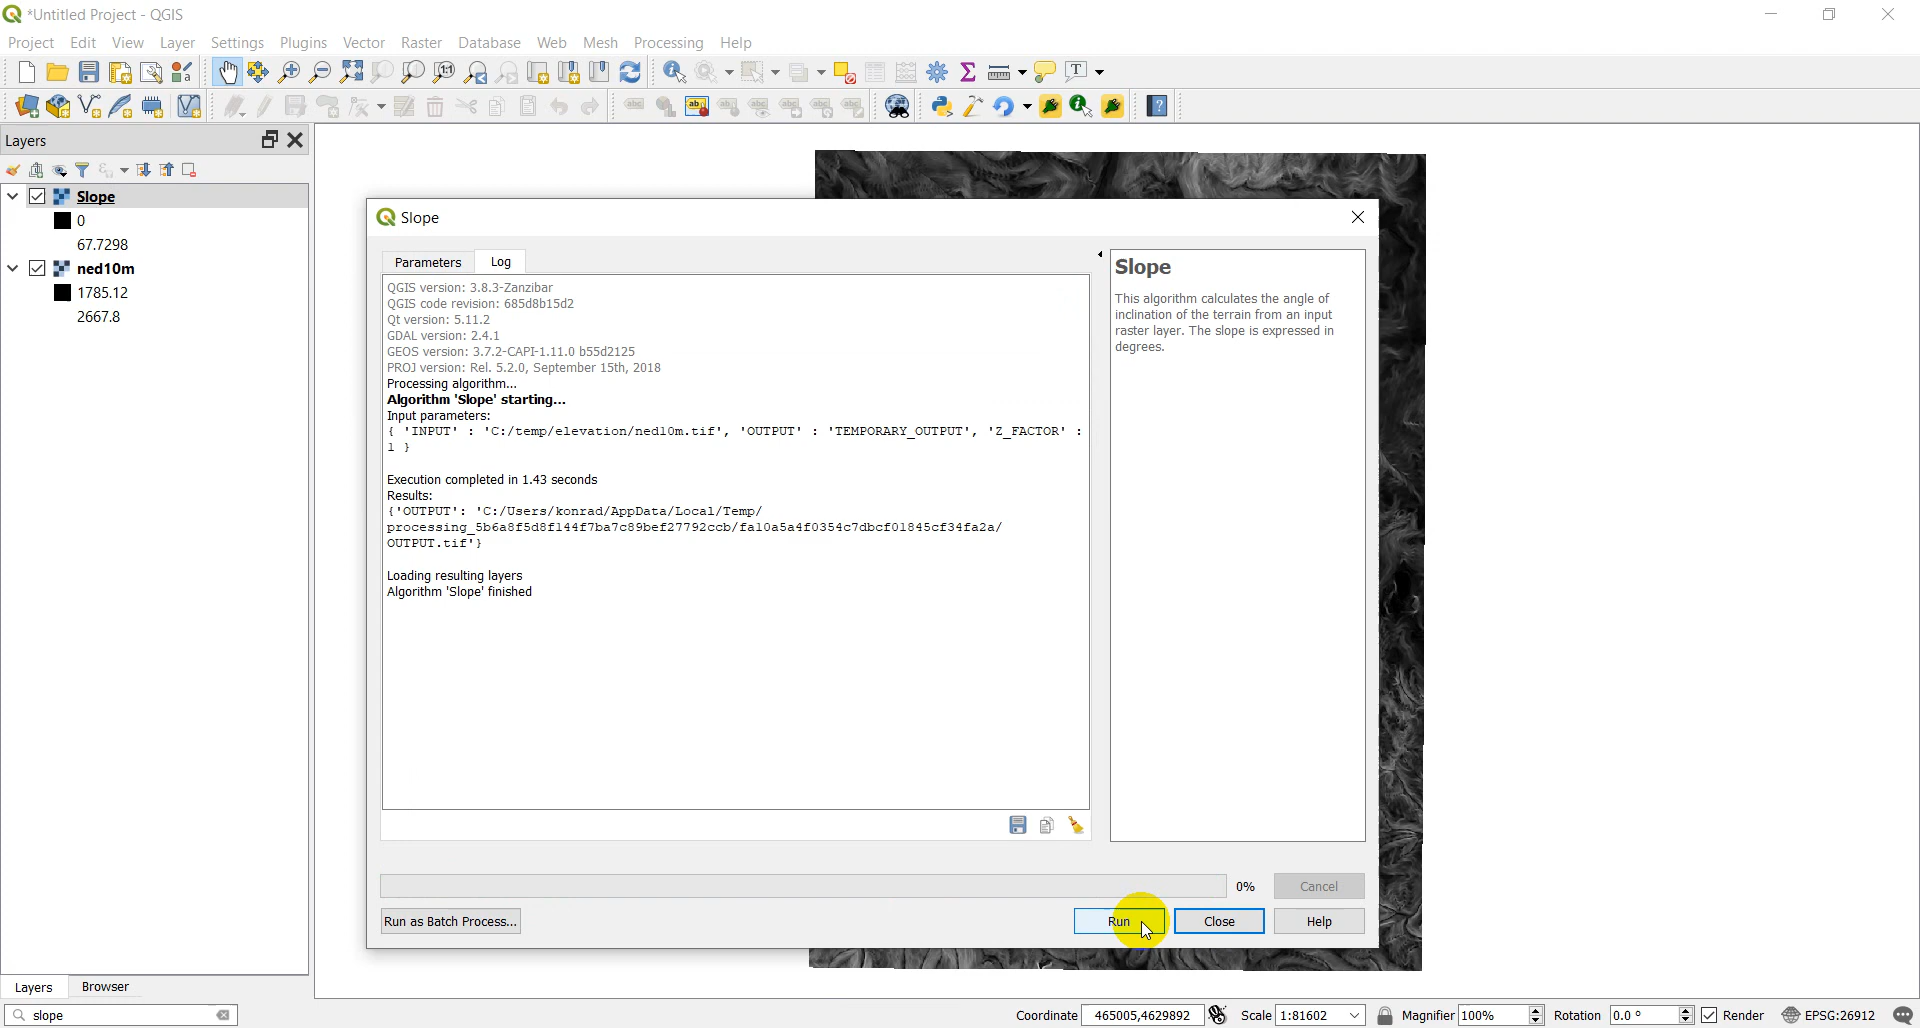 *Untitled Project - QGIS
Project Edit View Layer Settings Plugins Vector Raster Database Web Mesh Processing Help
Layers
Slope
0
67.7298
ned10m
1785.12
2667.8
Slope
Parameters Log
QGIS version: 3.8.3-Zanzibar
QGIS code revision: 685d8b15d2
Qt version: 5.11.2
GDAL version: 2.4.1
GEOS version: 3.7.2-CAPI-1.11.0 b55d2125
PROJ version: Rel. 5.2.0, September 15th, 2018
Processing algorithm...
Algorithm 'Slope' starting...
Input parameters:
{ 'INPUT' : 'C:/temp/elevation/ned10m.tif', 'OUTPUT' : 'TEMPORARY_OUTPUT', 'Z_FACTOR' :
1 }
Execution completed in 1.43 seconds
Results:
{'OUTPUT': 'C:/Users/konrad/AppData/Local/Temp/
processing_5b6a8f5d8f144f7ba7c89bef27792ccb/fa10a5a4f0354c7dbcf01845cf34fa2a/
OUTPUT.tif'}
Loading resulting layers
Algorithm 'Slope' finished
Slope
This algorithm calculates the angle of
inclination of the terrain from an input
raster layer. The slope is expressed in
degrees.
0% Cancel
Run as Batch Process... Run Close Help
Layers Browser
slope
Coordinate 465005,4629892 Scale 1:81602 Magnifier 100% Rotation 0.0 ° Render EPSG:26912